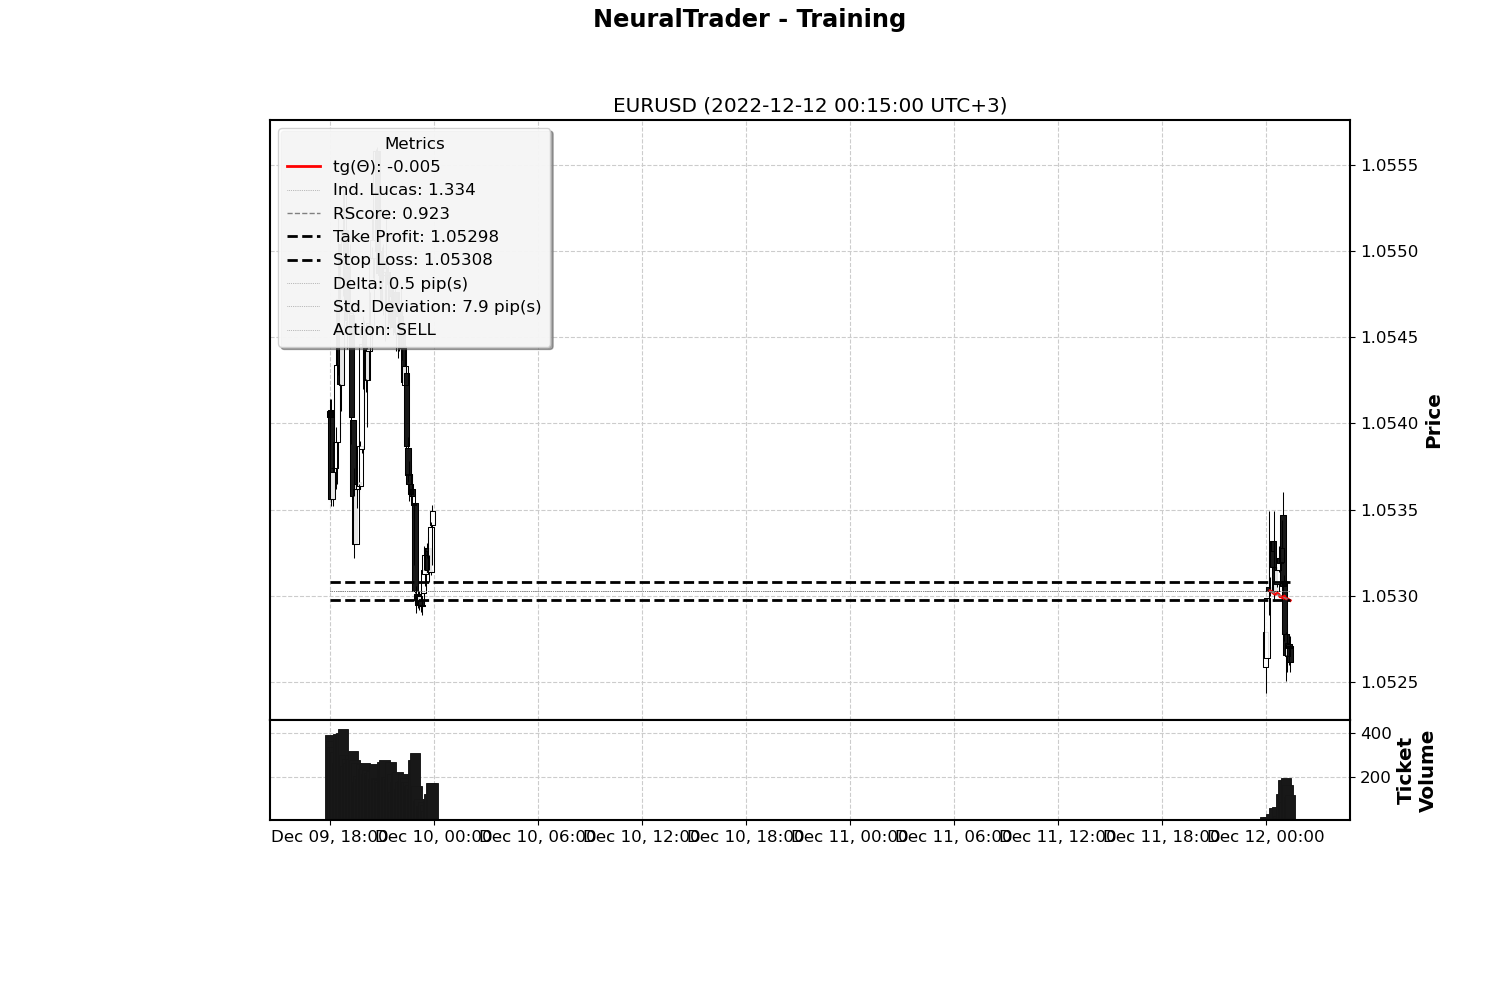 NeuralTrader - Training
EURUSD (2022-12-12 00:15:00 UTC+3)
Metrics
tg(Θ): -0.005
Ind. Lucas: 1.334
RScore: 0.923
Take Profit: 1.05298
Stop Loss: 1.05308
Delta: 0.5 pip(s)
Std. Deviation: 7.9 pip(s)
Action: SELL
1.0555
1.0550
1.0545
1.0540
1.0535
1.0530
1.0525
Price
400
200
Ticket
Volume
Dec 09, 18:00
Dec 10, 00:00
Dec 10, 06:00
Dec 10, 12:00
Dec 10, 18:00
Dec 11, 00:00
Dec 11, 06:00
Dec 11, 12:00
Dec 11, 18:00
Dec 12, 00:00